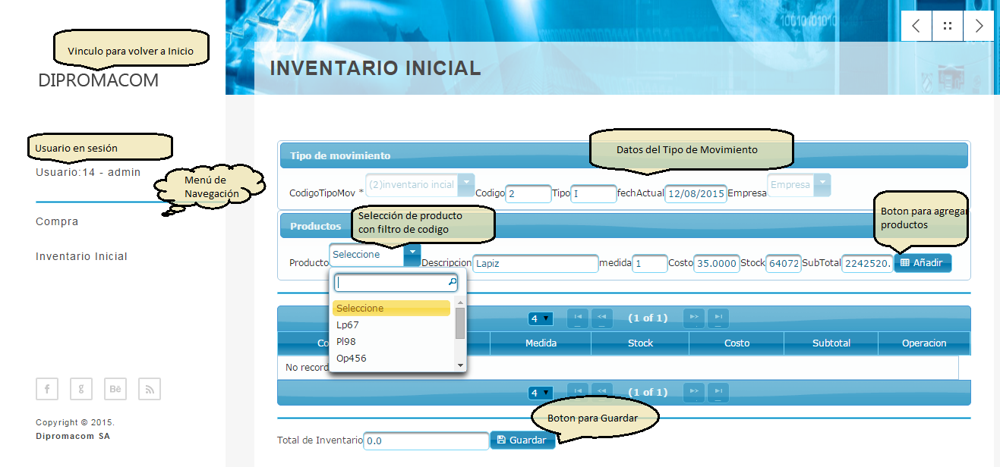 10010101010
Vinculo para volver a Inicio
DIPROMACOM
INVENTARIO INICIAL
Usuario en sesión
Usuario:14 - admin
Menú de
Navegación
Compra
Inventario Inicial
Datos del Tipo de Movimiento
Tipo de movimiento
CodigoTipoMov * (2)inventario incial Codigo 2 Tipo I fechActual 12/08/2015 Empresa Empresa
Selección de producto
con filtro de codigo
Boton para agregar
productos
Productos
Producto Seleccione Descripcion Lapiz medida 1 Costo 35.0000 Stock 64072 SubTotal 2242520. Añadir
Seleccione
Lp67
Pl98
Op456
4 (1 of 1)
Co Medida Stock Costo Subtotal Operacion
No record
4 (1 of 1)
Boton para Guardar
Total de Inventario 0.0 Guardar
f g Bē
Copyright © 2015.
Dipromacom SA